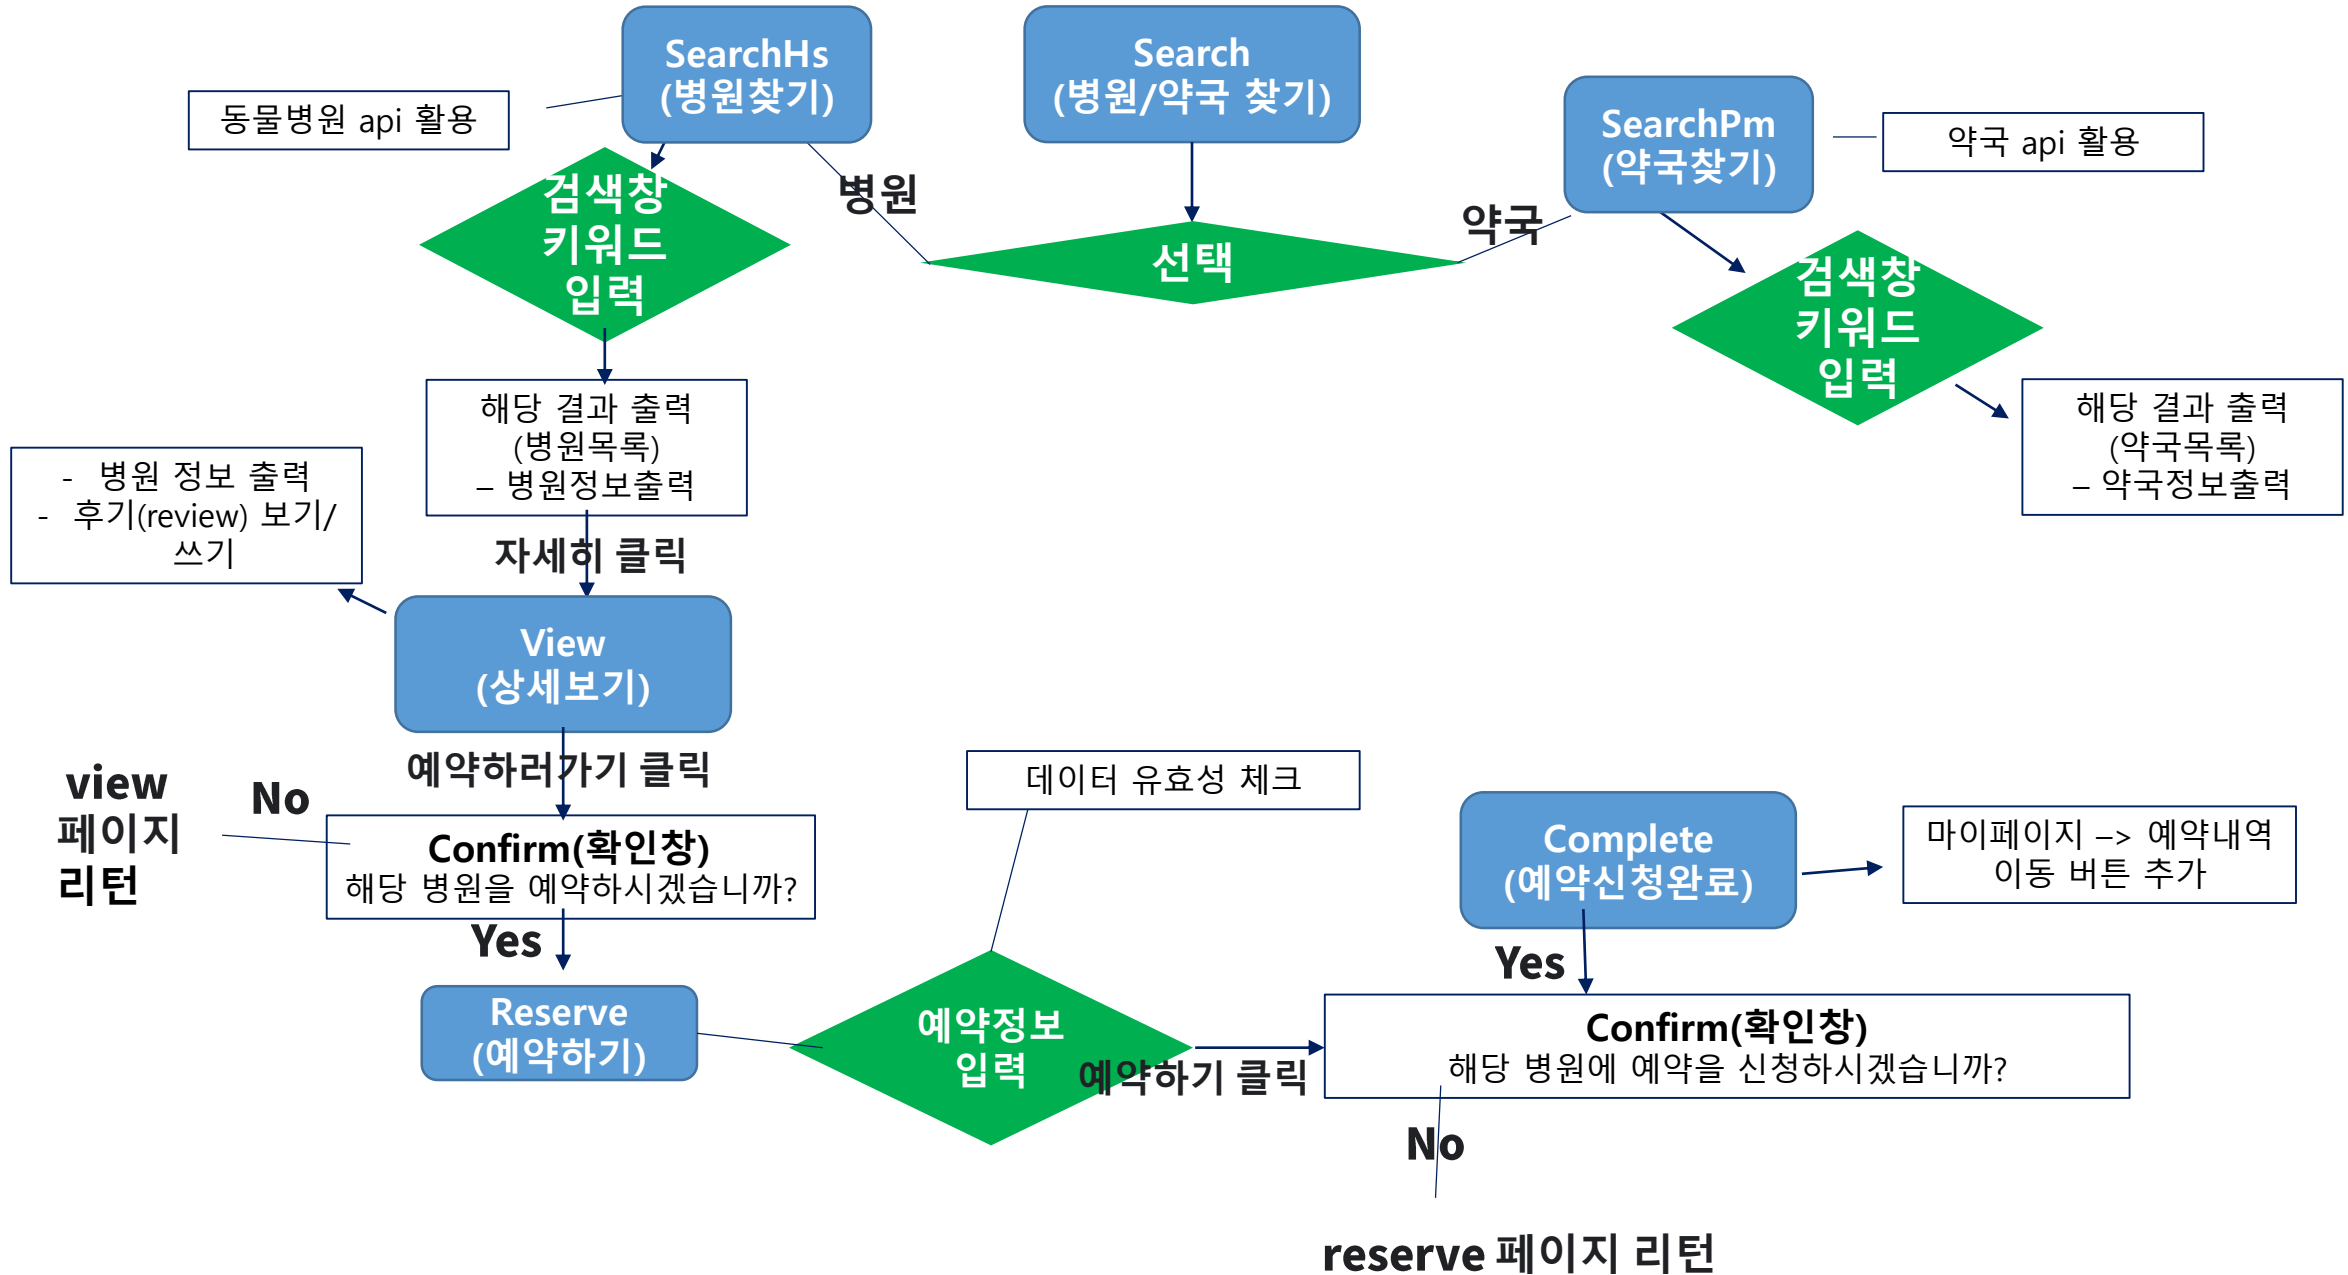 SearchHs
(병원찾기)
Search
(병원/약국 찾기)
SearchPm
(약국찾기)
동물병원 api 활용
약국 api 활용
병원
약국
검색창
키워드
입력
선택
검색창
키워드
입력
해당 결과 출력
(병원목록)
– 병원정보출력
해당 결과 출력
(약국목록)
– 약국정보출력
- 병원 정보 출력
- 후기(review) 보기/
쓰기
자세히 클릭
View
(상세보기)
예약하러가기 클릭
view
페이지
리턴
No
Confirm(확인창)
해당 병원을 예약하시겠습니까?
Yes
Reserve
(예약하기)
데이터 유효성 체크
예약정보
입력
예약하기 클릭
Complete
(예약신청완료)
마이페이지 –> 예약내역
이동 버튼 추가
Yes
Confirm(확인창)
해당 병원에 예약을 신청하시겠습니까?
No
reserve 페이지 리턴